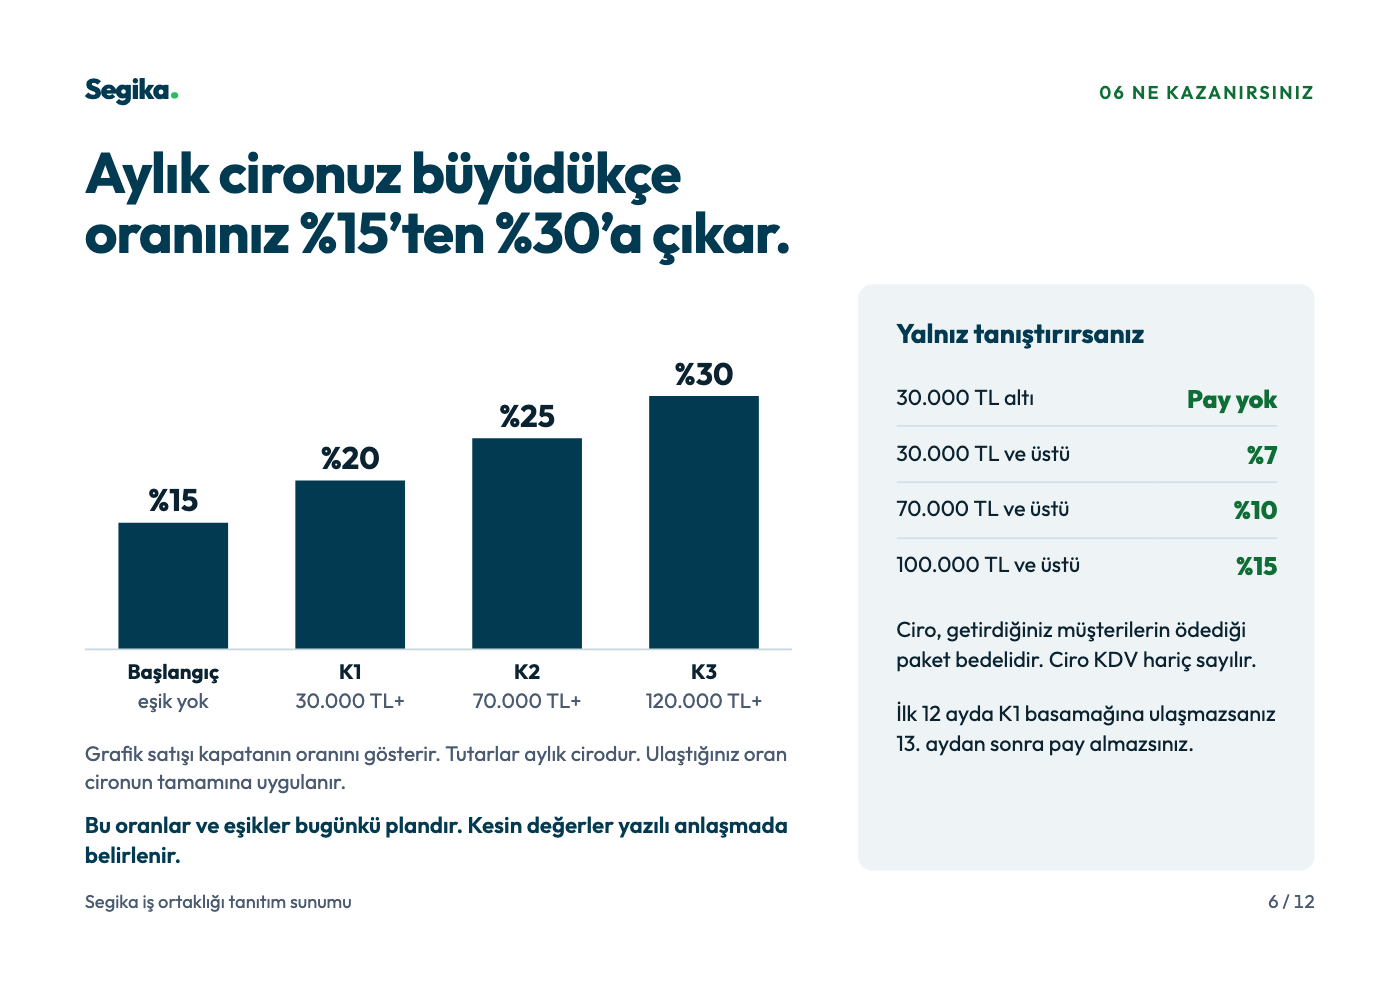 Segika.
06 NE KAZANIRSINIZ
Aylık cironuz büyüdükçe
oranınız %15’ten %30’a çıkar.
%15
%20
%25
%30
Başlangıç
eşik yok
K1
30.000 TL+
K2
70.000 TL+
K3
120.000 TL+
Grafik satışı kapatanın oranını gösterir. Tutarlar aylık cirodur. Ulaştığınız oran
cironun tamamına uygulanır.
Bu oranlar ve eşikler bugünkü plandır. Kesin değerler yazılı anlaşmada
belirlenir.
Yalnız tanıştırırsanız
30.000 TL altı Pay yok
30.000 TL ve üstü %7
70.000 TL ve üstü %10
100.000 TL ve üstü %15
Ciro, getirdiğiniz müşterilerin ödediği
paket bedelidir. Ciro KDV hariç sayılır.
İlk 12 ayda K1 basamağına ulaşmazsanız
13. aydan sonra pay almazsınız.
Segika iş ortaklığı tanıtım sunumu
6 / 12